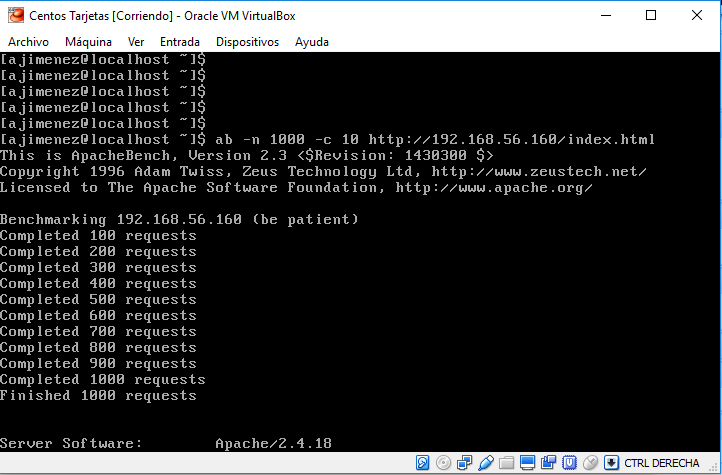 Centos Tarjetas [Corriendo] - Oracle VM VirtualBox
Archivo Máquina Ver Entrada Dispositivos Ayuda
[ajimenez@localhost ~]$
[ajimenez@localhost ~]$
[ajimenez@localhost ~]$
[ajimenez@localhost ~]$
[ajimenez@localhost ~]$
[ajimenez@localhost ~]$ ab -n 1000 -c 10 http://192.168.56.160/index.html
This is ApacheBench, Version 2.3 <$Revision: 1430300 $>
Copyright 1996 Adam Twiss, Zeus Technology Ltd, http://www.zeustech.net/
Licensed to The Apache Software Foundation, http://www.apache.org/
Benchmarking 192.168.56.160 (be patient)
Completed 100 requests
Completed 200 requests
Completed 300 requests
Completed 400 requests
Completed 500 requests
Completed 600 requests
Completed 700 requests
Completed 800 requests
Completed 900 requests
Completed 1000 requests
Finished 1000 requests
Server Software: Apache/2.4.18
CTRL DERECHA